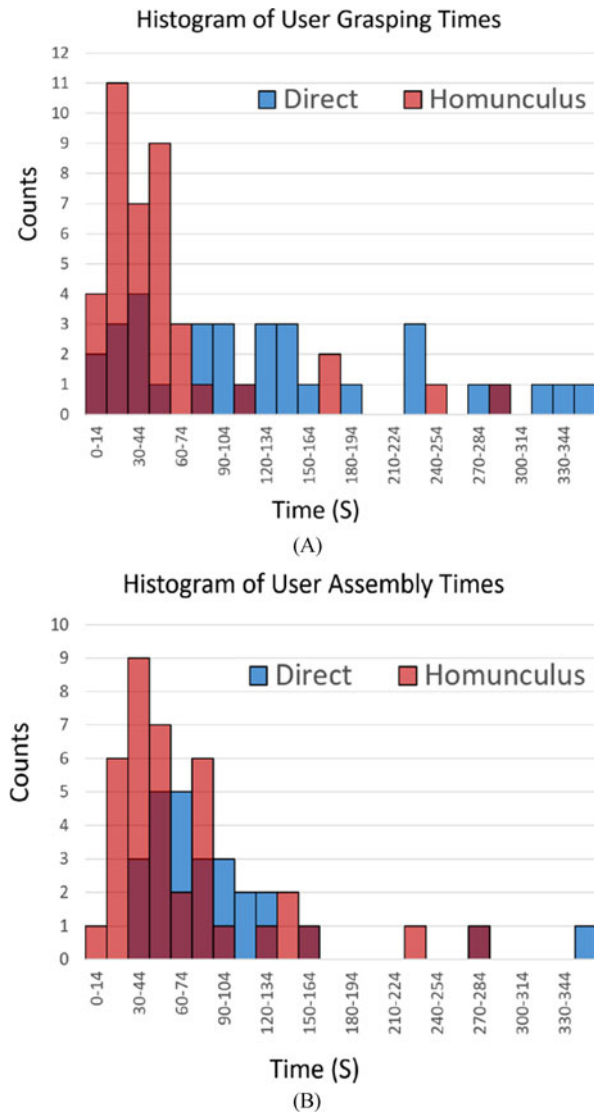 Histogram of User Grasping Times
12
11
10
9
8
7
6
5
4
3
2
1
0
Counts
Direct Homunculus
0-14 30-44 60-74 90-104 120-134 150-164 180-194 210-224 240-254 270-284 300-314 330-344
Time (S)
(A)
Histogram of User Assembly Times
10
9
8
7
6
5
4
3
2
1
0
Counts
Direct Homunculus
0-14 30-44 60-74 90-104 120-134 150-164 180-194 210-224 240-254 270-284 300-314 330-344
Time (S)
(B)